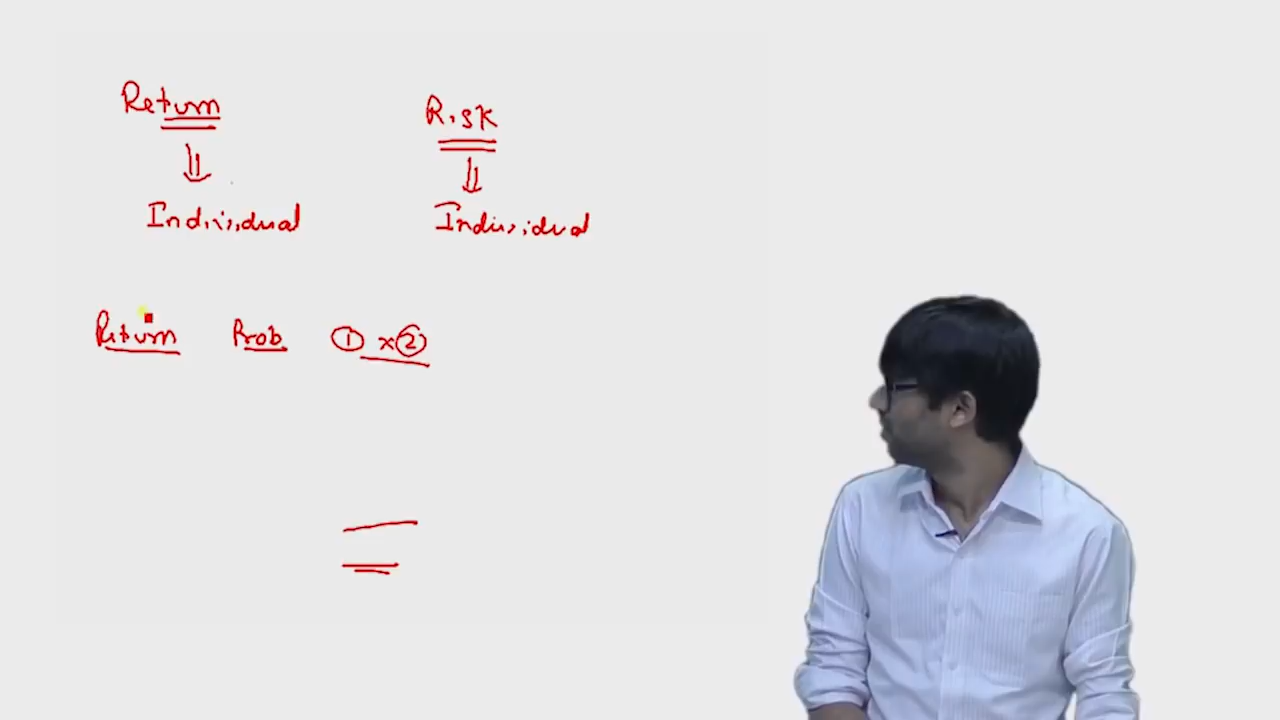 Return Risk
Individual Individual
Return Prob ① × ②